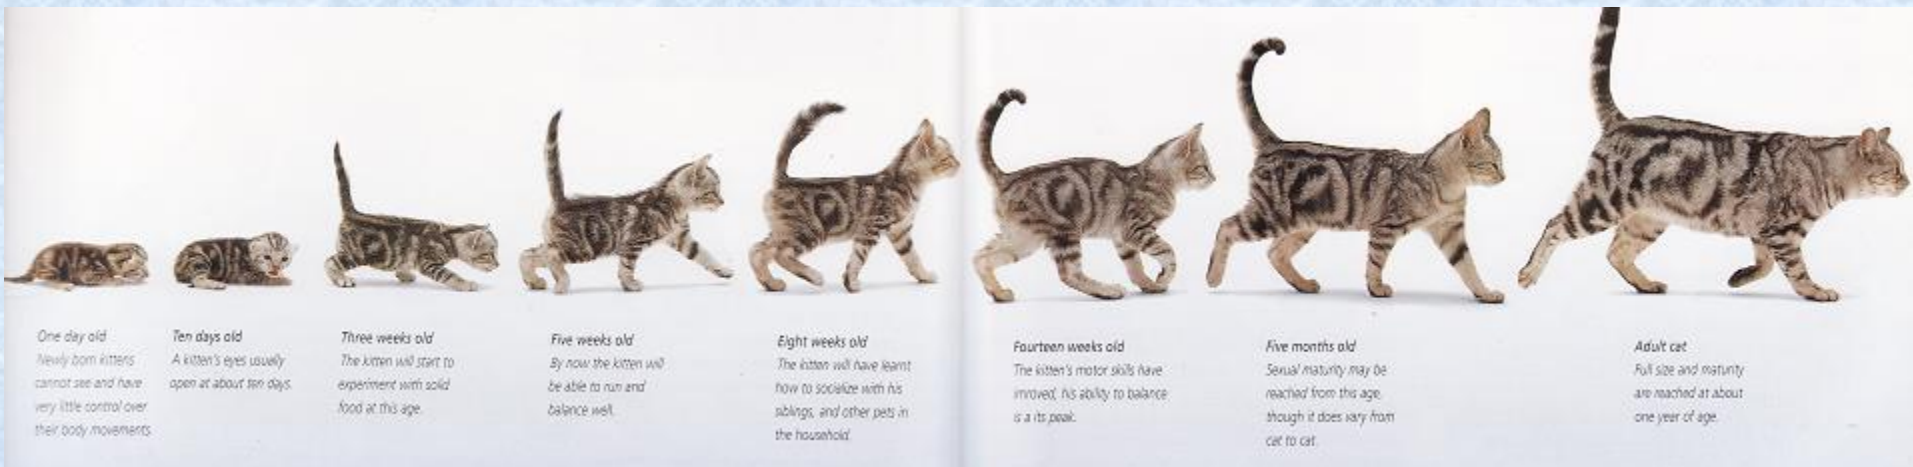 One day old
Newly born kittens
cannot see and have
very little control over
their body movements.
Ten days old
A kitten's eyes usually
open at about ten days.
Three weeks old
The kitten will start to
experiment with solid
food at this age.
Five weeks old
By now the kitten will
be able to run and
balance well.
Eight weeks old
The kitten will have learnt
how to socialize with his
siblings, and other pets in
the household.
Fourteen weeks old
The kitten's motor skills have
imroved, his ability to balance
is a its peak.
Five months old
Sexual maturity may be
reached from this age,
though it does vary from
cat to cat.
Adult cat
Full size and maturity
are reached at about
one year of age.